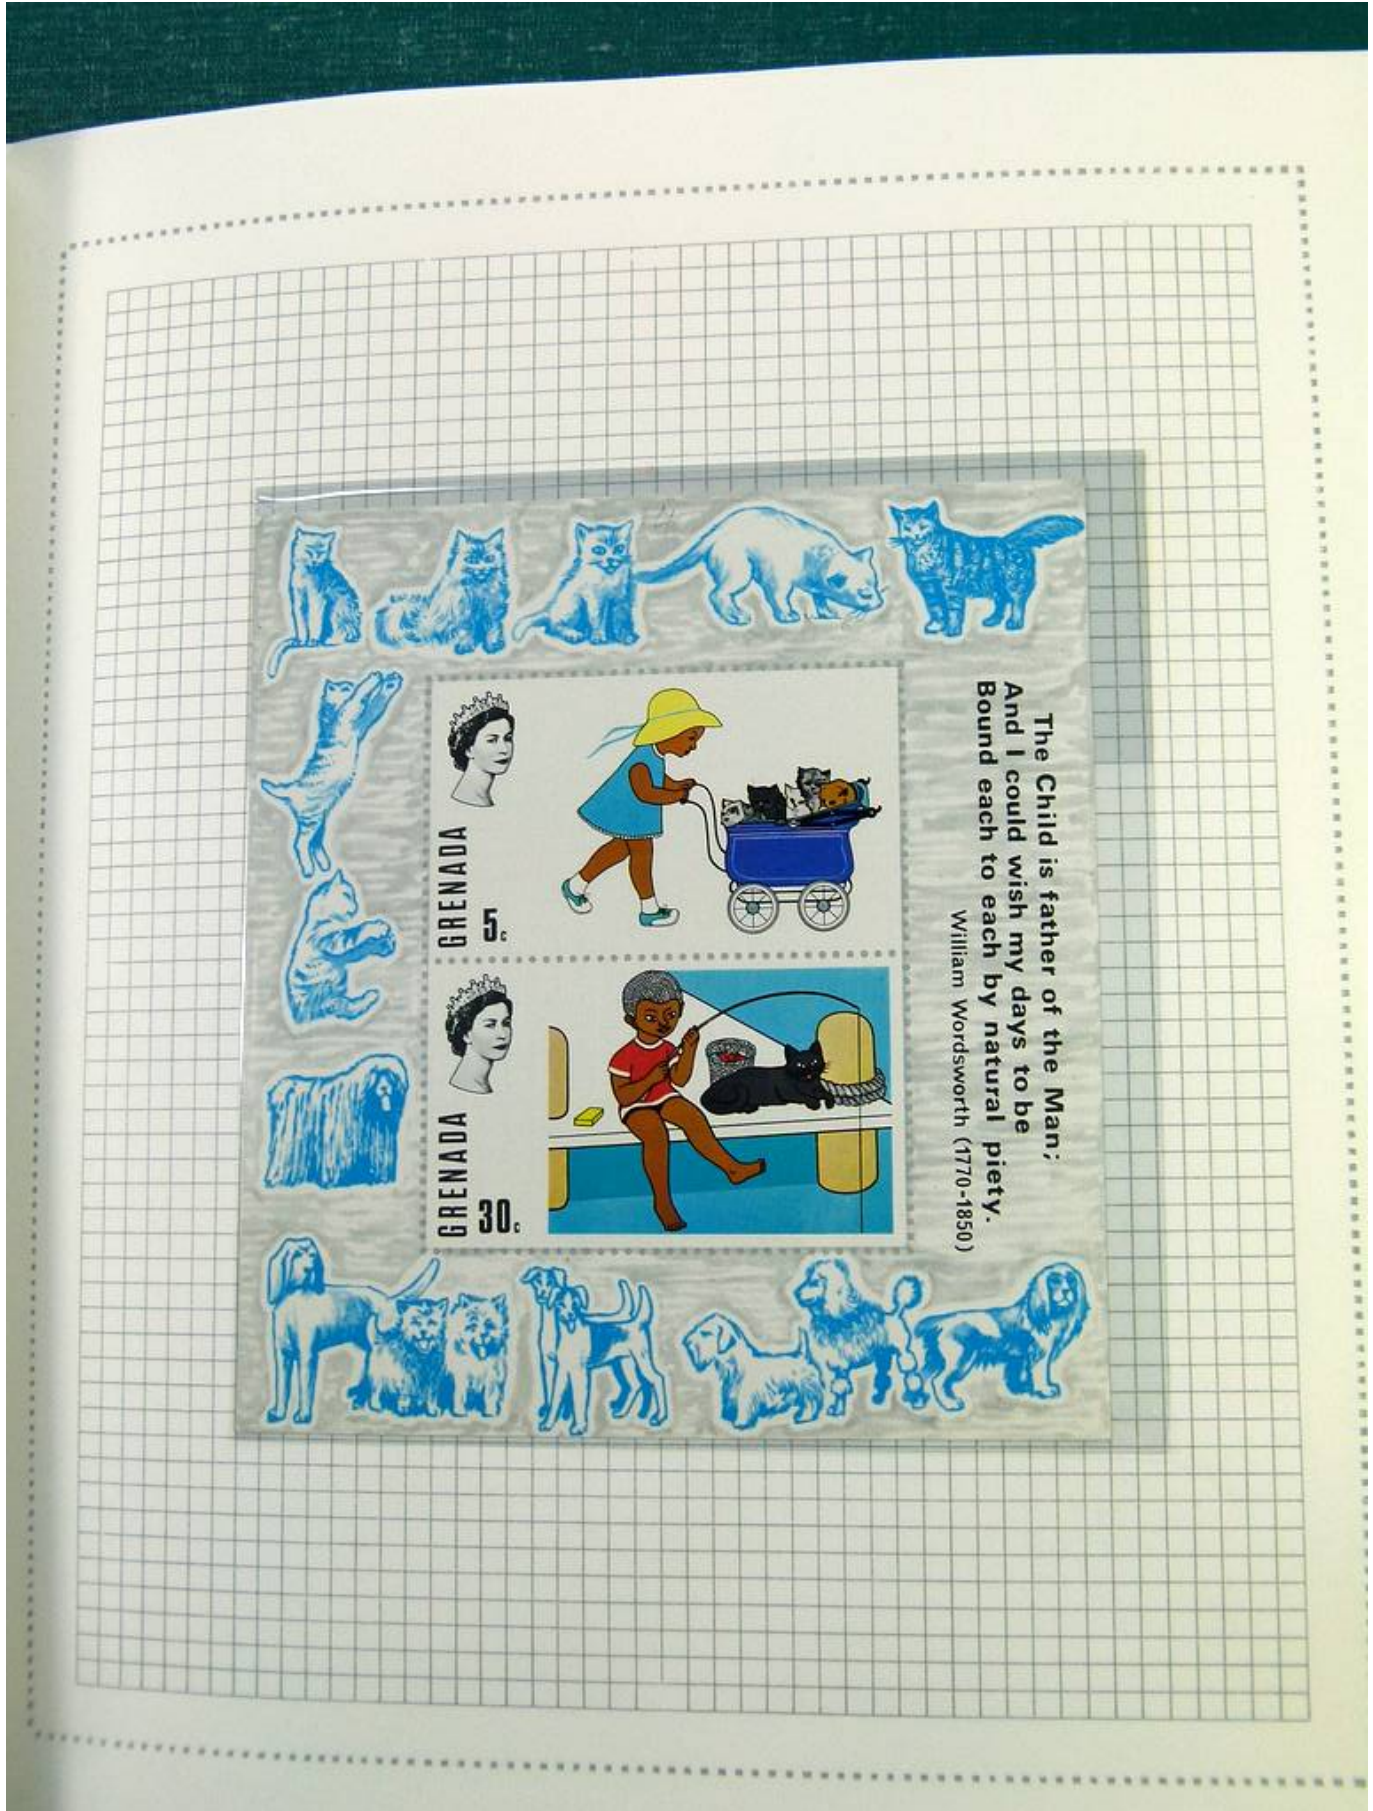 The Child is father of the Man;
And I could wish my days to be
Bound each to each by natural piety.
William Wordsworth (1770-1850)
GRENADA
5c
GRENADA
30c